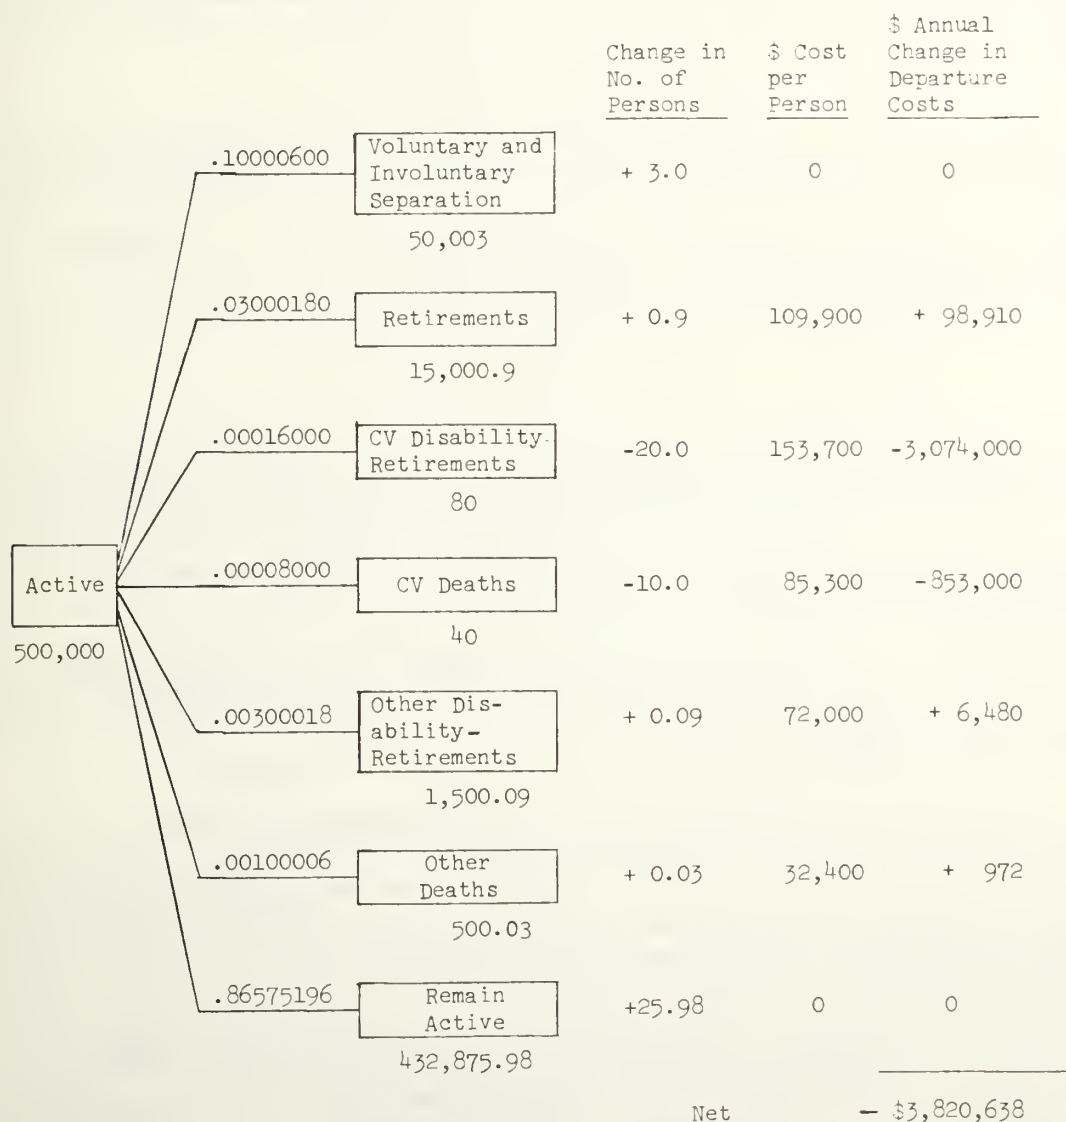 $ Annual
Change in $ Cost Change in
No. of per Departure
Persons Person Costs
.10000600 Voluntary and
Involuntary + 3.0 0 0
Separation
50,003
.03000180 Retirements + 0.9 109,900 + 98,910
15,000.9
.00016000 CV Disability-
Retirements -20.0 153,700 -3,074,000
80
Active .00008000 CV Deaths -10.0 85,300 -853,000
500,000 40
.00300018 Other Dis-
ability- + 0.09 72,000 + 6,480
Retirements
1,500.09
.00100006 Other + 0.03 32,400 + 972
Deaths
500.03
.86575196 Remain +25.98 0 0
Active
432,875.98
Net - $3,820,638